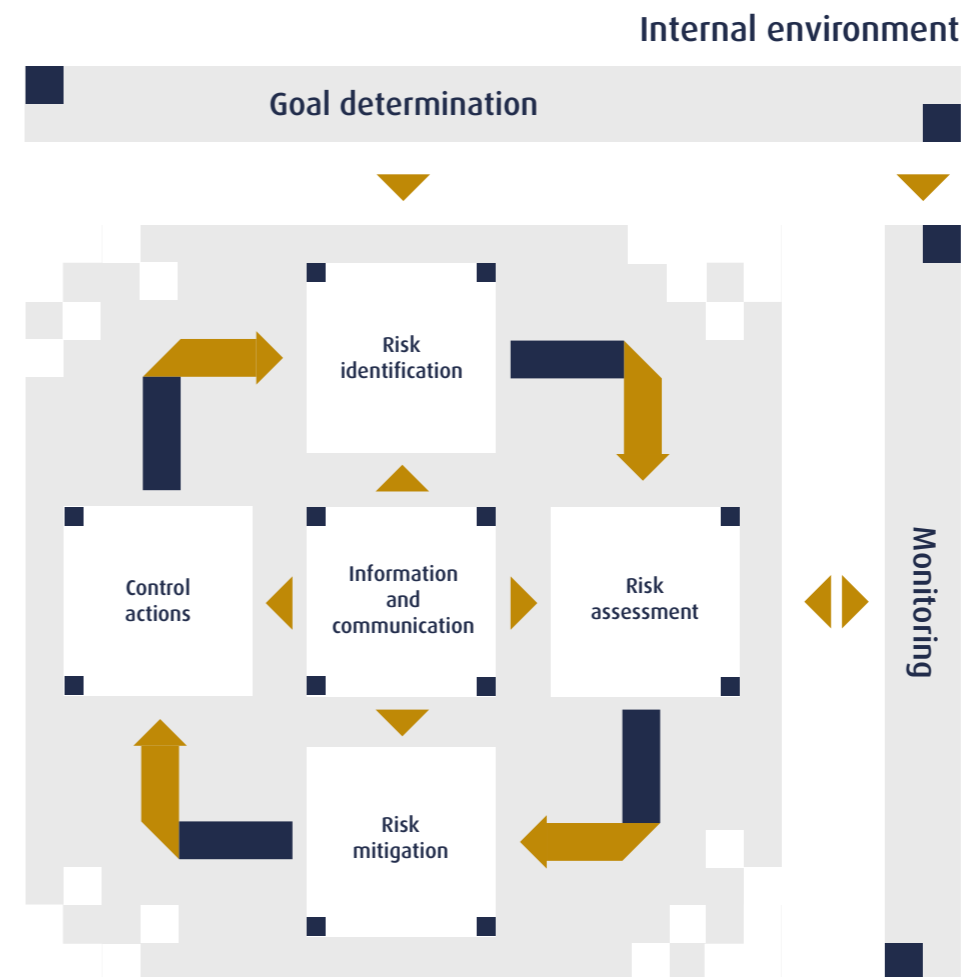 Internal environment
Goal determination
Risk
identification
Control
actions
Information
and
communication
Risk
assessment
Monitoring
Risk
mitigation